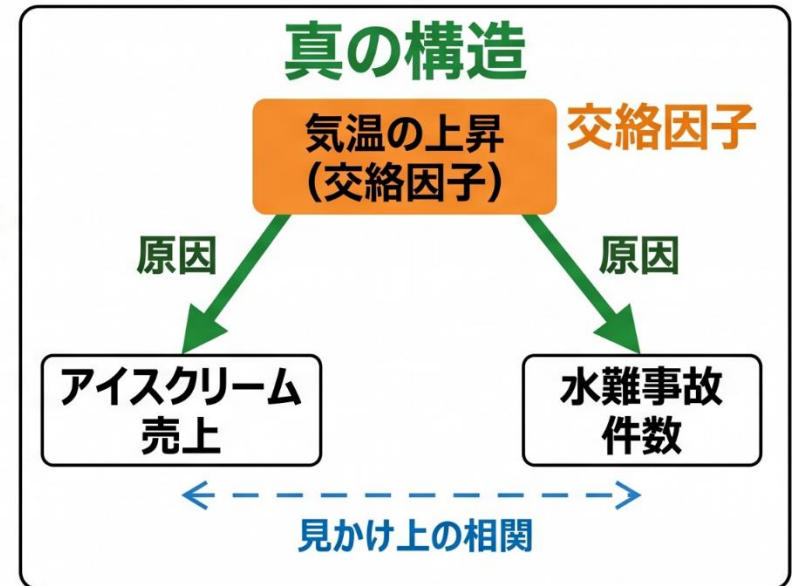 真の構造
気温の上昇
(交絡因子)
交絡因子
原因
原因
アイスクリーム
売上
水難事故
件数
見かけ上の相関